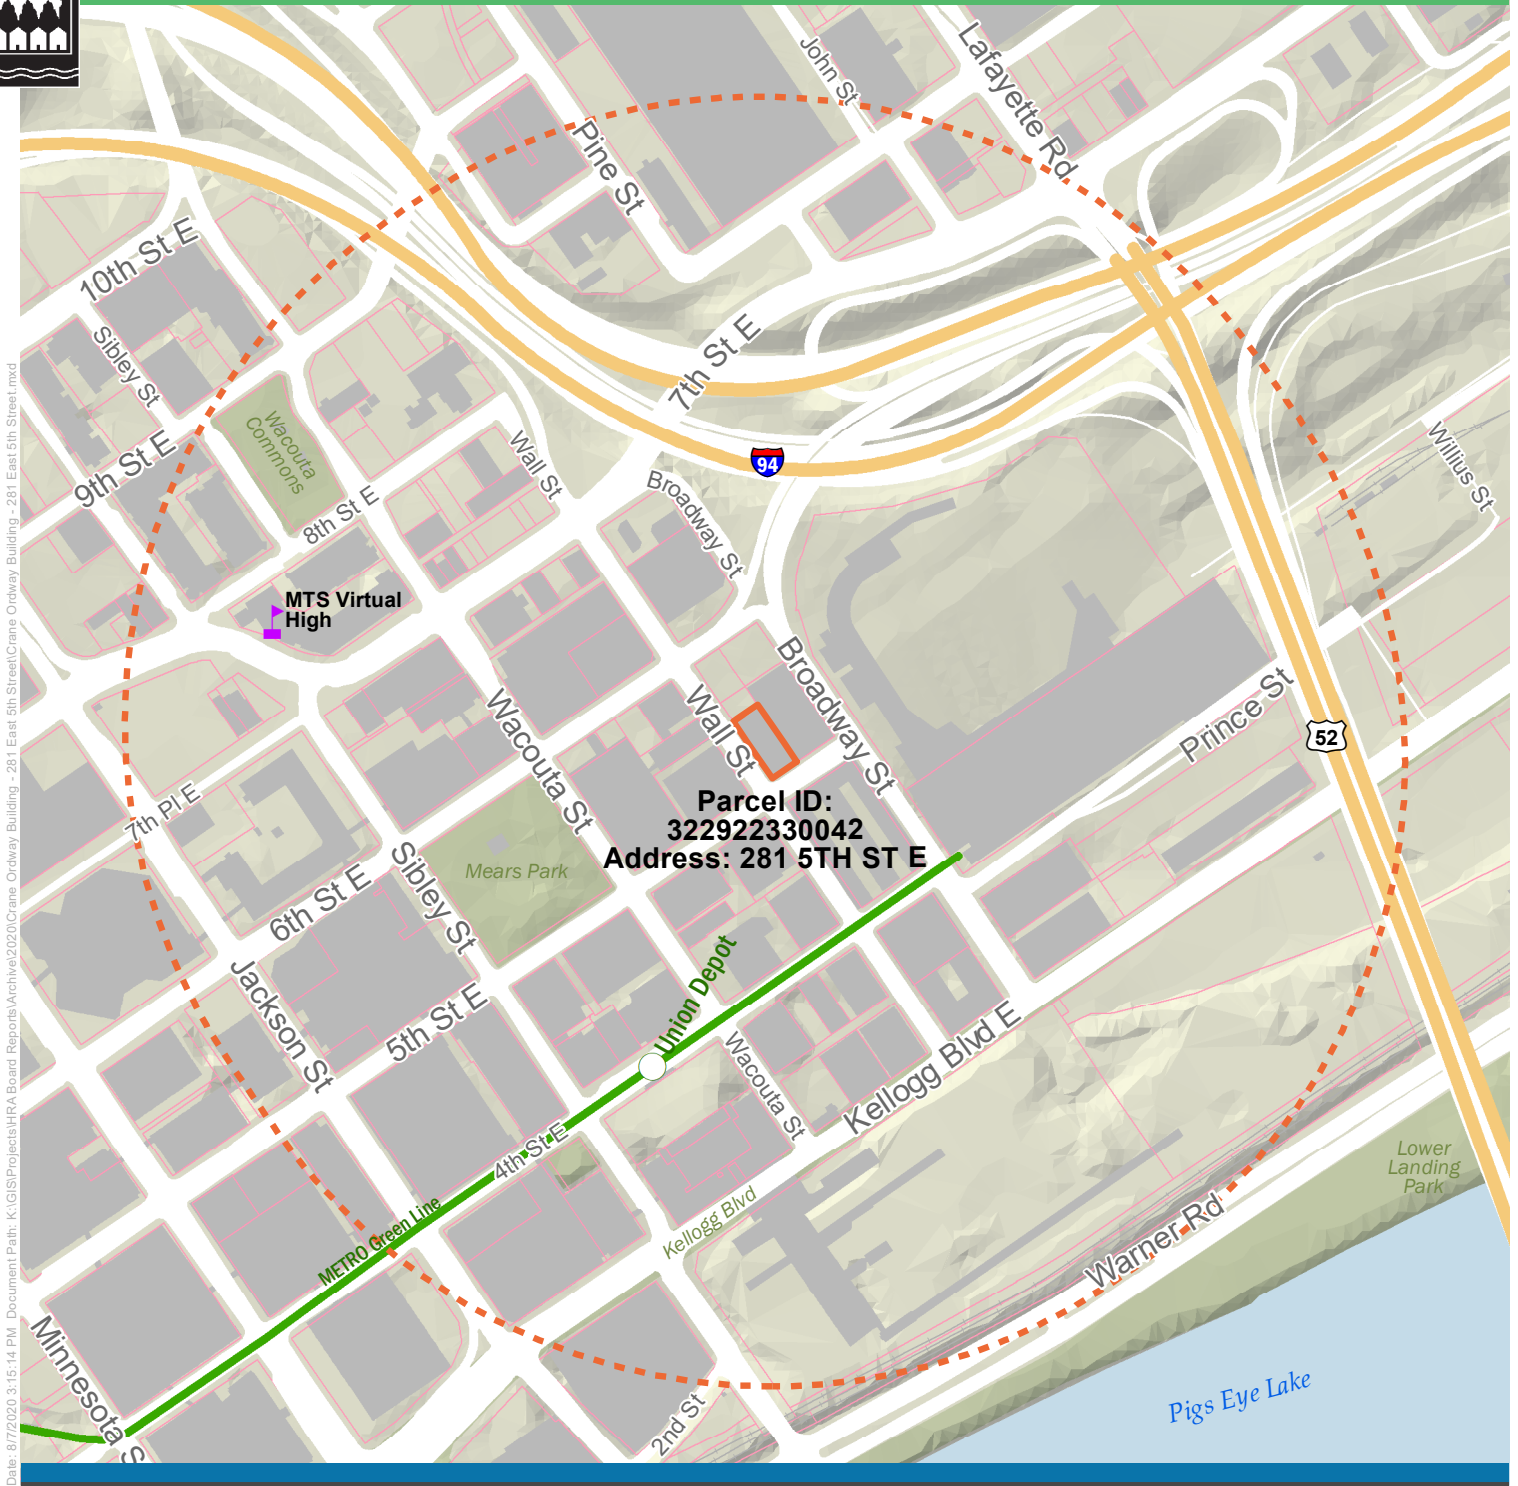 John St
Lafayette Rd
Pine St
10th St E
Sibley St
7th St E
Wacouta
Commons
9th St E
Wall St
94
Willius St
Broadway St
8th St E
MTS Virtual
High
Broadway St
Wall St
Wacouta St
Prince St
52
7th Pl E
Parcel ID:
322922330042
Address: 281 5TH ST E
Mears Park
Sibley St
6th St E
Jackson St
5th St E
Union Depot
Wacouta St
Kellogg Blvd E
4th St E
METRO Green Line
Kellogg Blvd
Lower
Landing
Park
Warner Rd
Minnesota S
2nd St
Pigs Eye Lake
Date: 8/7/2020 3:15:14 PM Document Path: K:\GIS\Projects\HRA Board Reports\Archive\2020\Crane Ordway Building - 281 East 5th Street\Crane Ordway Building - 281 East 5th Street.mxd